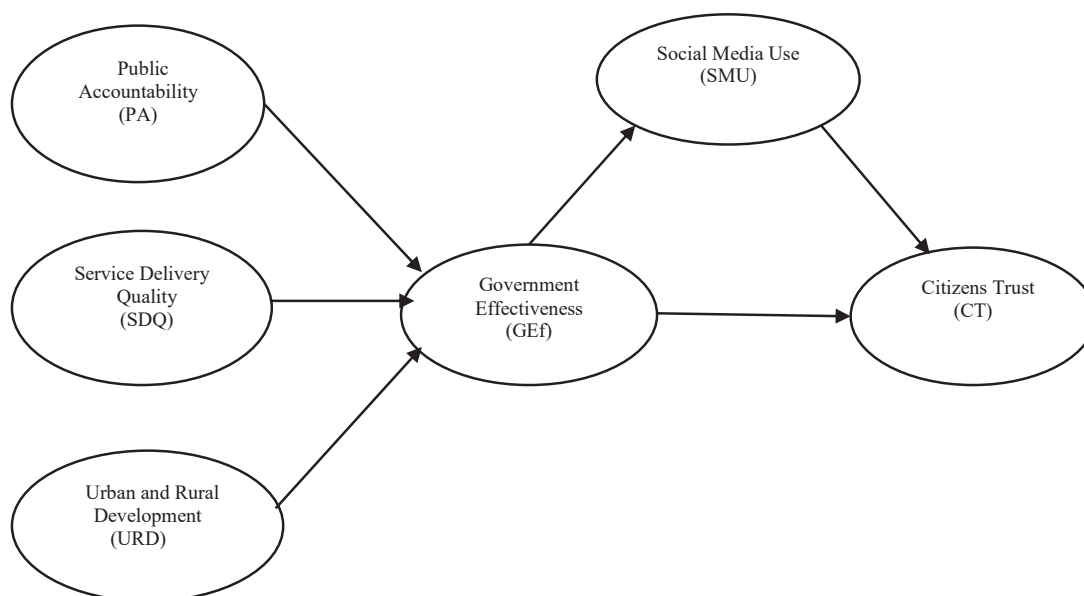 Public
Accountability
(PA)
Social Media Use
(SMU)
Service Delivery
Quality
(SDQ)
Government
Effectiveness
(GEf)
Citizens Trust
(CT)
Urban and Rural
Development
(URD)